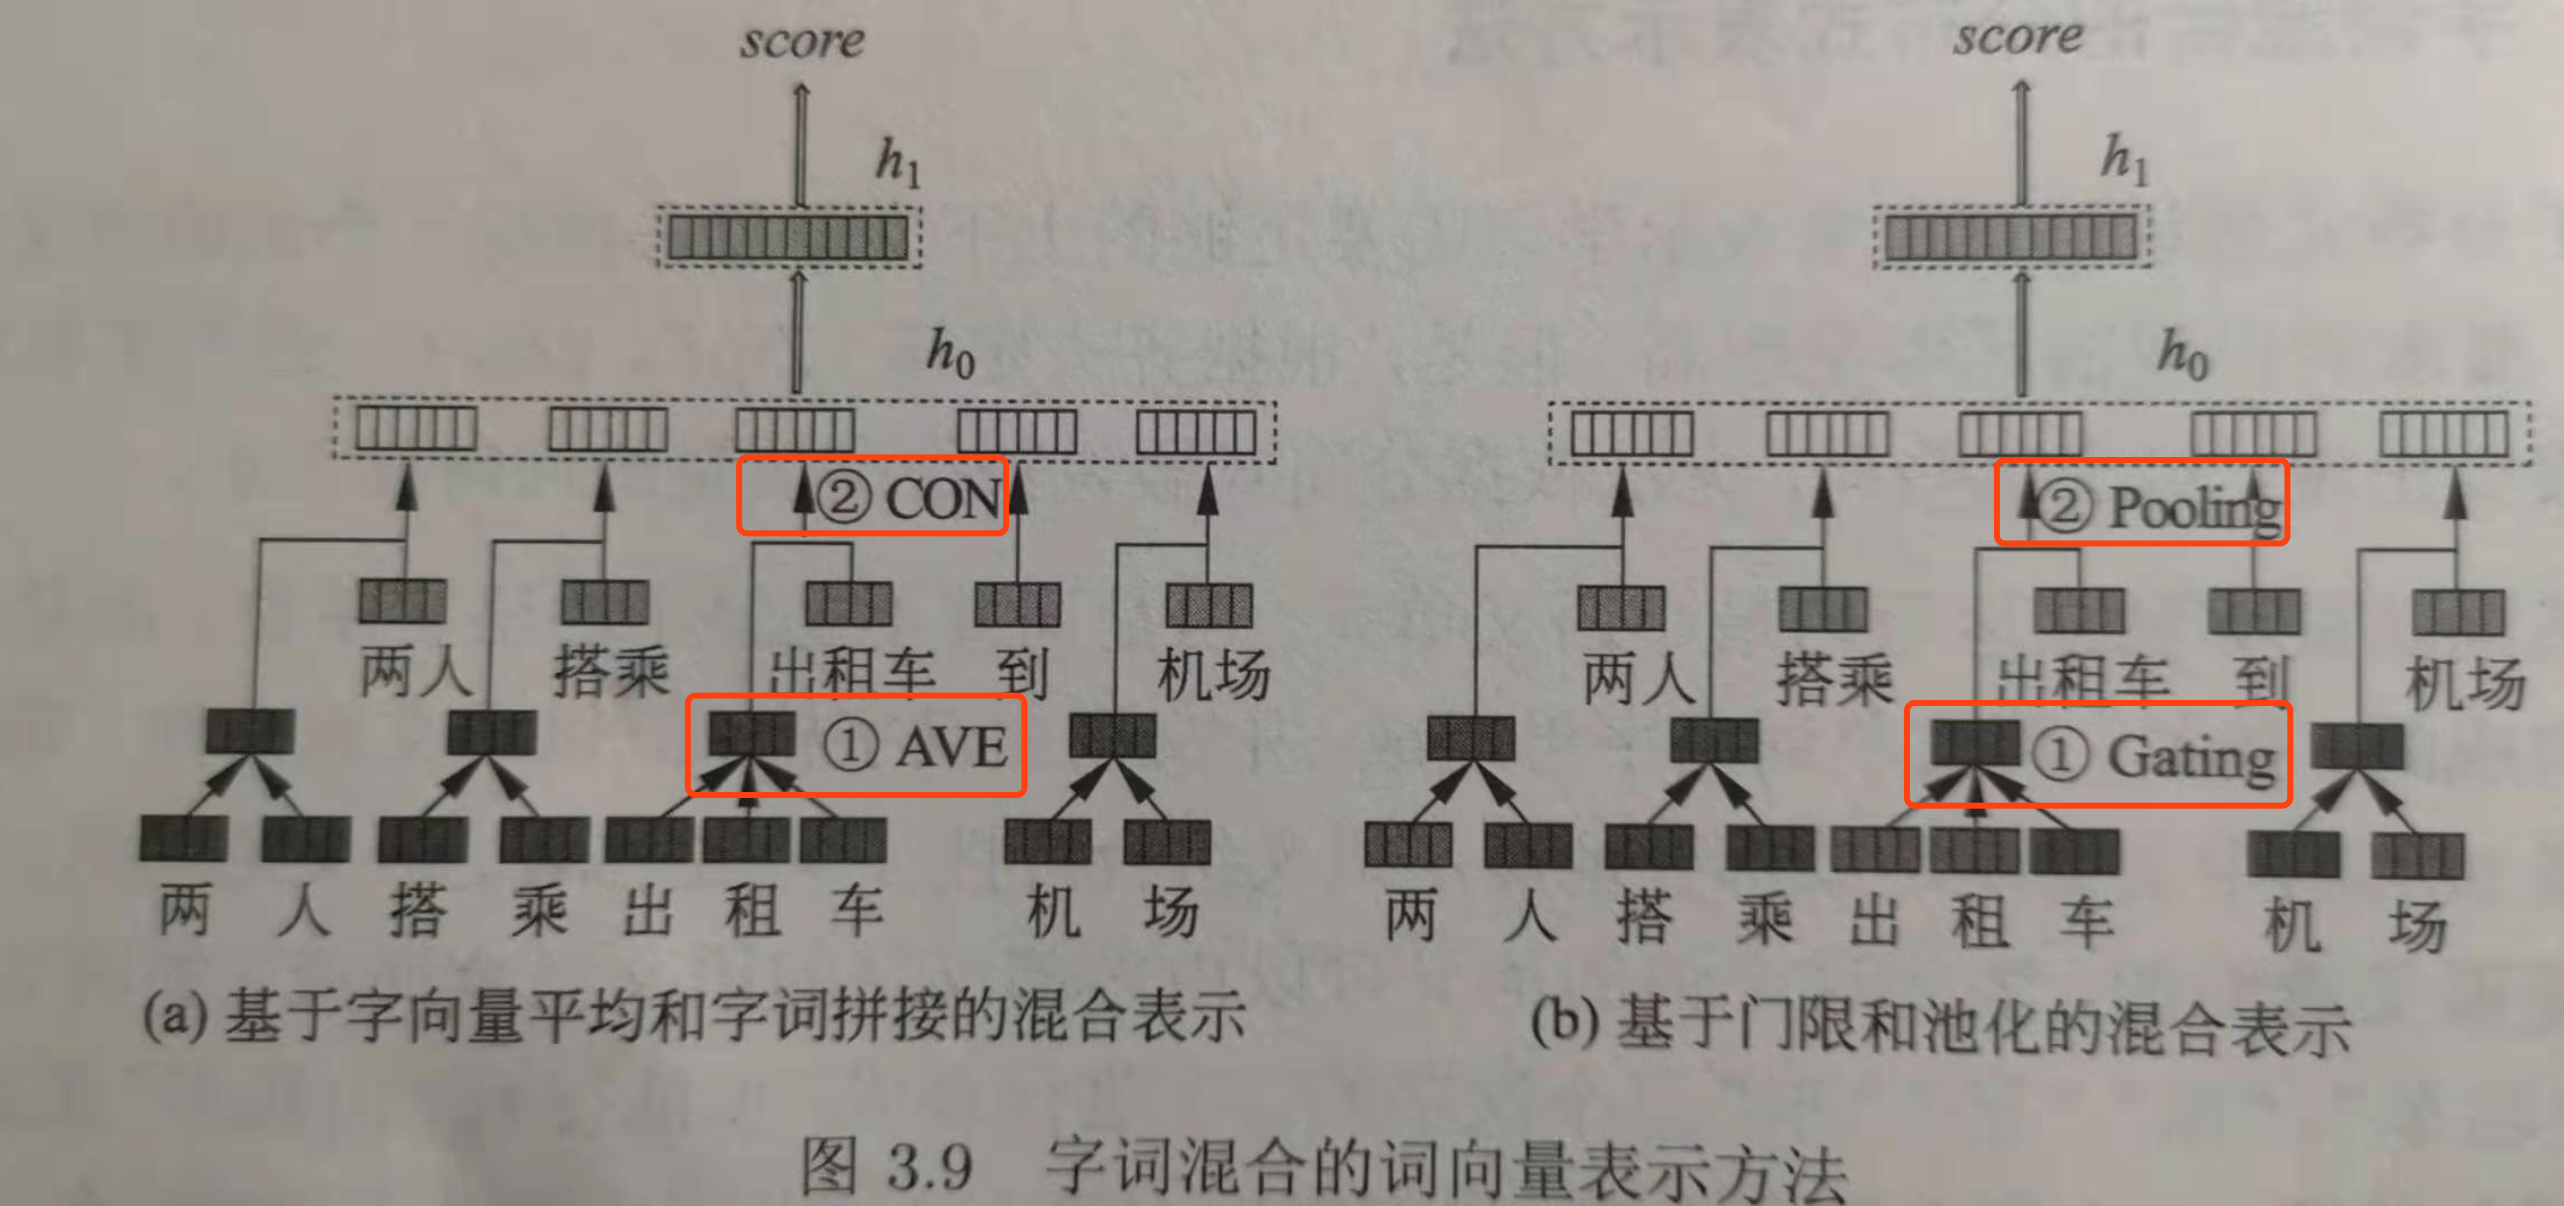 score
h1
h0
② CON
两人 搭乘 出租车 到 机场
① AVE
两 人 搭 乘 出 租 车 机 场
(a) 基于字向量平均和字词拼接的混合表示
score
h1
h0
② Pooling
两人 搭乘 出租车 到 机场
① Gating
两 人 搭 乘 出 租 车 机 场
(b) 基于门限和池化的混合表示
图 3.9 字词混合的词向量表示方法